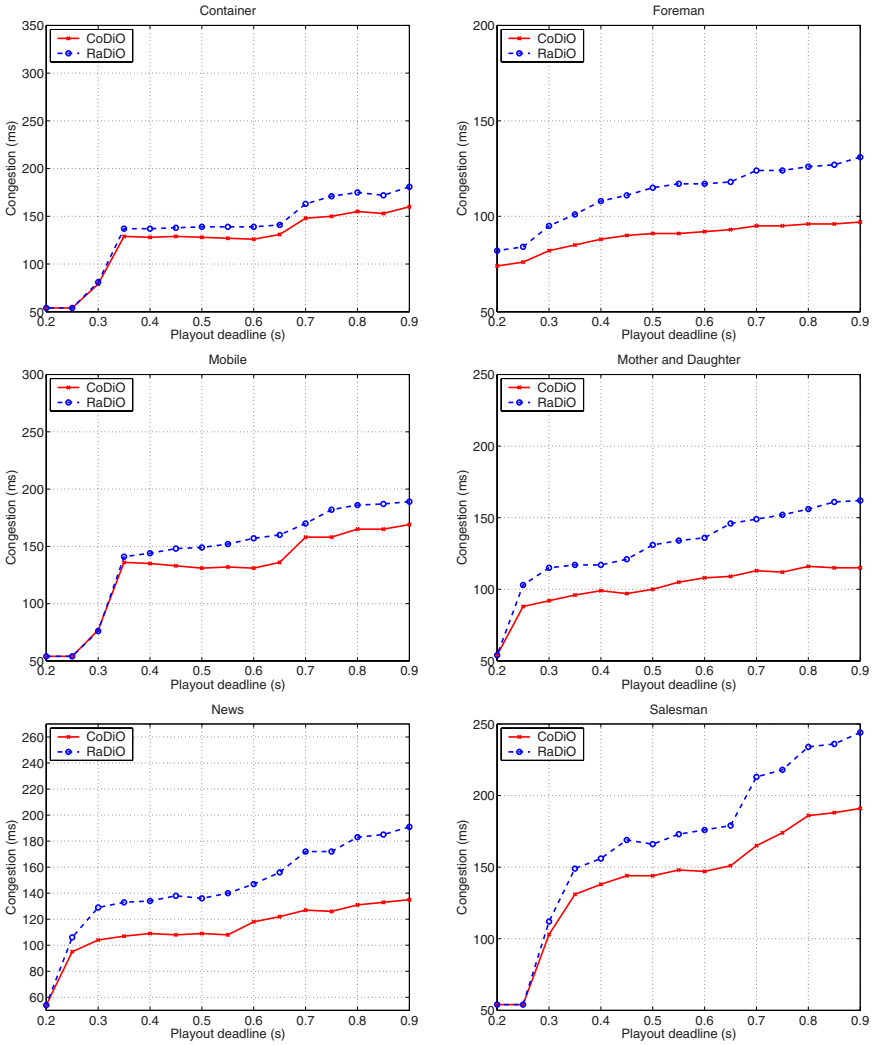 Container
350
300
250
200
150
100
50
Congestion (ms)
CoDiO
RaDiO
0.2 0.3 0.4 0.5 0.6 0.7 0.8 0.9
Playout deadline (s)
Foreman
200
150
100
50
Congestion (ms)
CoDiO
RaDiO
0.2 0.3 0.4 0.5 0.6 0.7 0.8 0.9
Playout deadline (s)
Mobile
300
250
200
150
100
50
Congestion (ms)
CoDiO
RaDiO
0.2 0.3 0.4 0.5 0.6 0.7 0.8 0.9
Playout deadline (s)
Mother and Daughter
250
200
150
100
50
Congestion (ms)
CoDiO
RaDiO
0.2 0.3 0.4 0.5 0.6 0.7 0.8 0.9
Playout deadline (s)
News
260
240
220
200
180
160
140
120
100
80
60
Congestion (ms)
CoDiO
RaDiO
0.2 0.3 0.4 0.5 0.6 0.7 0.8 0.9
Playout deadline (s)
Salesman
250
200
150
100
50
Congestion (ms)
CoDiO
RaDiO
0.2 0.3 0.4 0.5 0.6 0.7 0.8 0.9
Playout deadline (s)